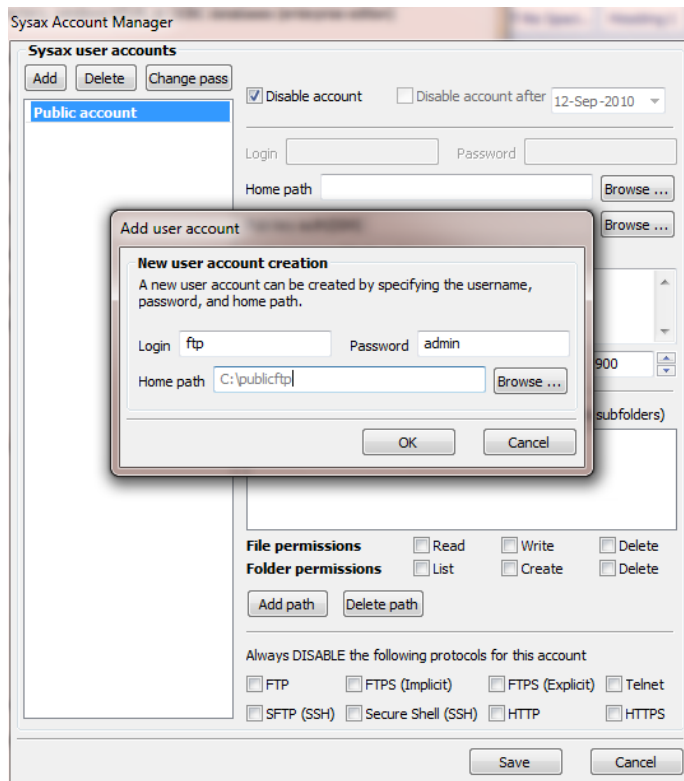 Sysax Account Manager
Sysax user accounts
Add Delete Change pass
Disable account Disable account after 12-Sep-2010
Public account
Login Password
Home path Browse ...
Add user account Browse ...
New user account creation
A new user account can be created by specifying the username,
password, and home path.
Login ftp Password admin
900
Home path C:\publicftp Browse ...
subfolders)
OK Cancel
File permissions Read Write Delete
Folder permissions List Create Delete
Add path Delete path
Always DISABLE the following protocols for this account
FTP FTPS (Implicit) FTPS (Explicit) Telnet
SFTP (SSH) Secure Shell (SSH) HTTP HTTPS
Save Cancel